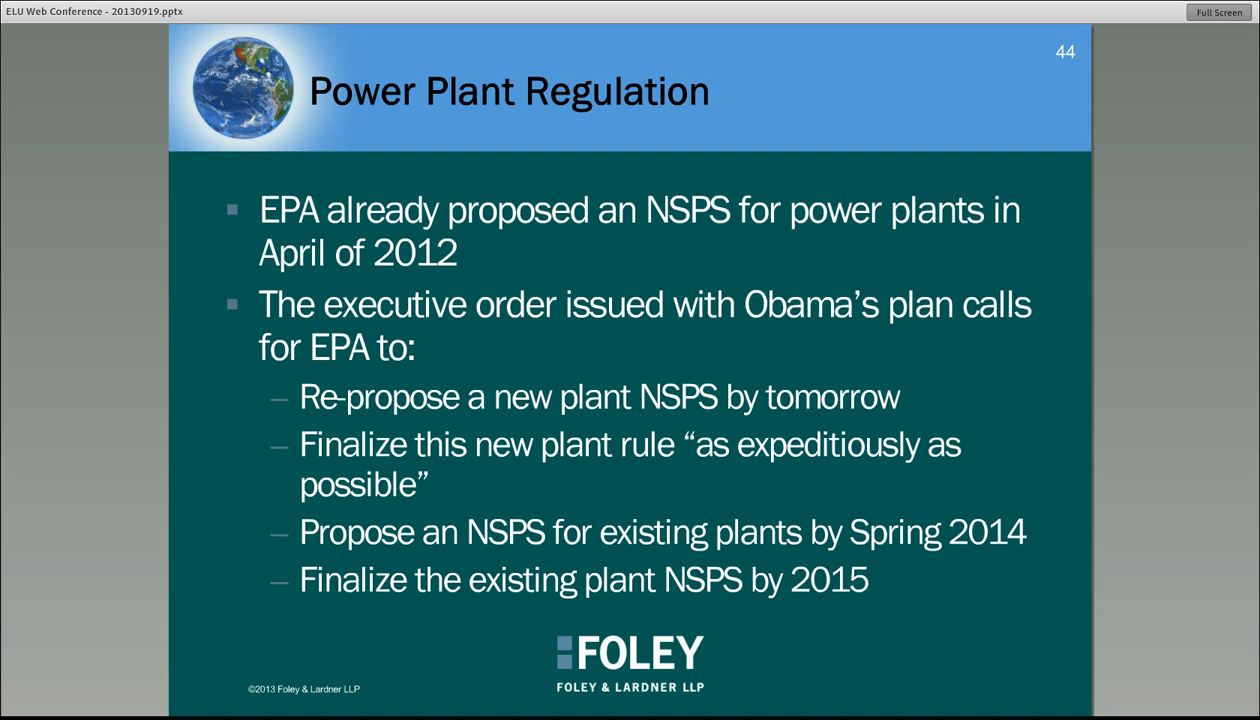 ELU Web Conference - 20130919.pptx
Full Screen
44
Power Plant Regulation
▪ EPA already proposed an NSPS for power plants in
April of 2012
▪ The executive order issued with Obama’s plan calls
for EPA to:
– Re-propose a new plant NSPS by tomorrow
– Finalize this new plant rule “as expeditiously as
possible”
– Propose an NSPS for existing plants by Spring 2014
– Finalize the existing plant NSPS by 2015
FOLEY
FOLEY & LARDNER LLP
©2013 Foley & Lardner LLP